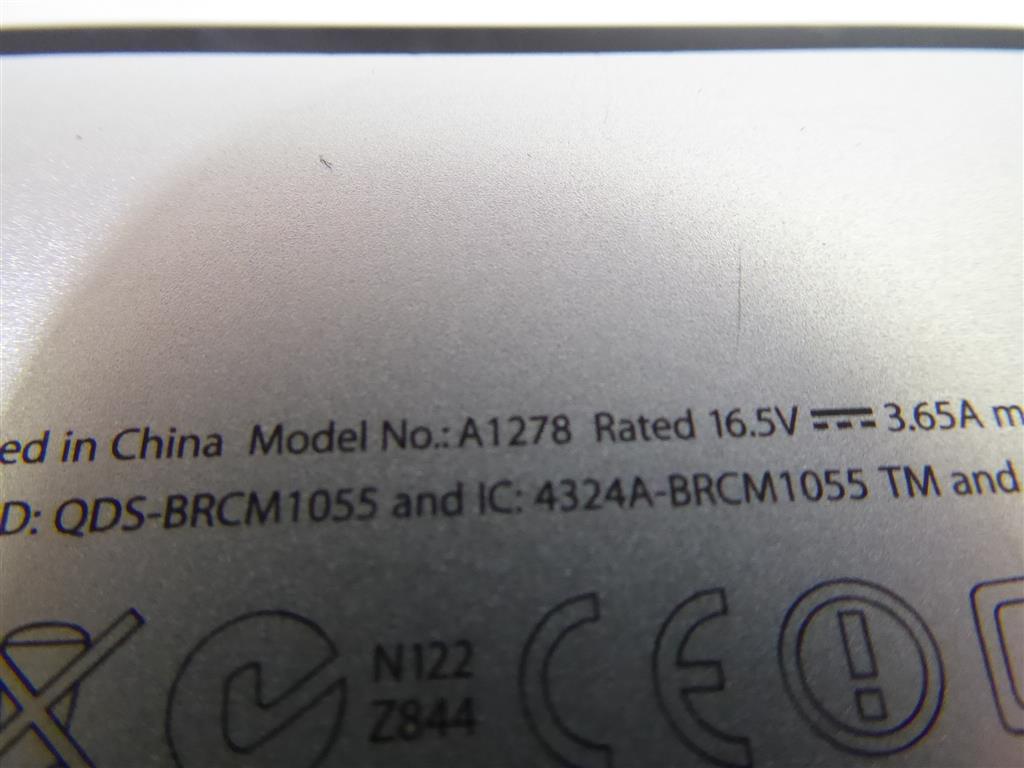 ed in China Model No.: A1278 Rated 16.5V ⎓ 3.65A m
D: QDS-BRCM1055 and IC: 4324A-BRCM1055 TM and
N122
Z844
CE